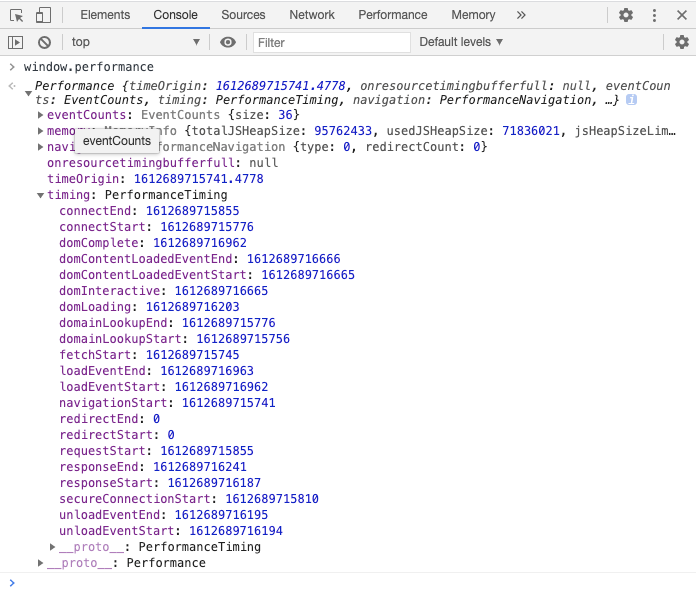 Elements Console Sources Network Performance Memory »
top ▼ Filter Default levels ▼
> window.performance
Performance {timeOrigin: 1612689715741.4778, onresourcetimingbufferfull: null, eventCoun
ts: EventCounts, timing: PerformanceTiming, navigation: PerformanceNavigation, …} i
eventCounts: EventCounts {size: 36}
memory: MemoryInfo {totalJSHeapSize: 95762433, usedJSHeapSize: 71836021, jsHeapSizeLim…
eventCounts
navi formanceNavigation {type: 0, redirectCount: 0}
onresourcetimingbufferfull: null
timeOrigin: 1612689715741.4778
timing: PerformanceTiming
connectEnd: 1612689715855
connectStart: 1612689715776
domComplete: 1612689716962
domContentLoadedEventEnd: 1612689716666
domContentLoadedEventStart: 1612689716665
domInteractive: 1612689716665
domLoading: 1612689716203
domainLookupEnd: 1612689715776
domainLookupStart: 1612689715756
fetchStart: 1612689715745
loadEventEnd: 1612689716963
loadEventStart: 1612689716962
navigationStart: 1612689715741
redirectEnd: 0
redirectStart: 0
requestStart: 1612689715855
responseEnd: 1612689716241
responseStart: 1612689716187
secureConnectionStart: 1612689715810
unloadEventEnd: 1612689716195
unloadEventStart: 1612689716194
__proto__: PerformanceTiming
__proto__: Performance
>